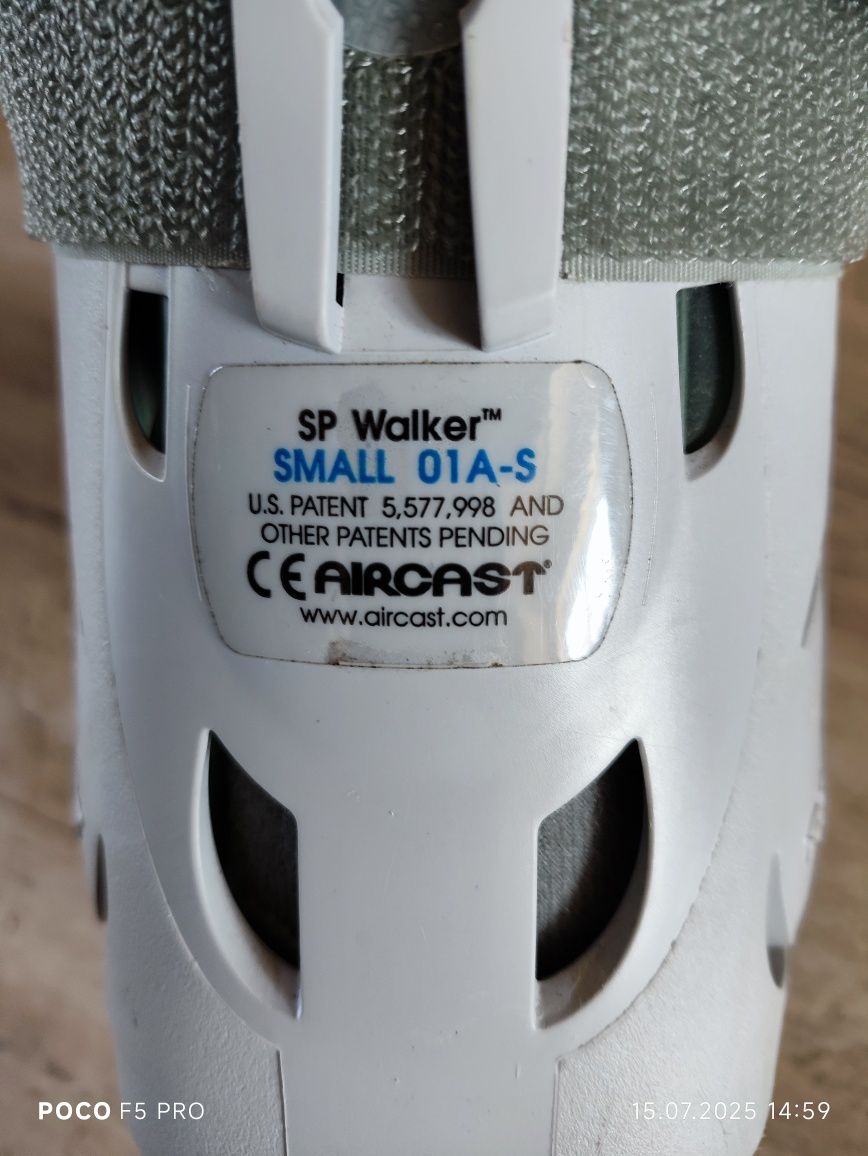 SP Walker™
SMALL 01A-S
U.S. PATENT 5,577,998 AND
OTHER PATENTS PENDING
CE AIRCAST®
www.aircast.com
POCO F5 PRO
15.07.2025 14:59